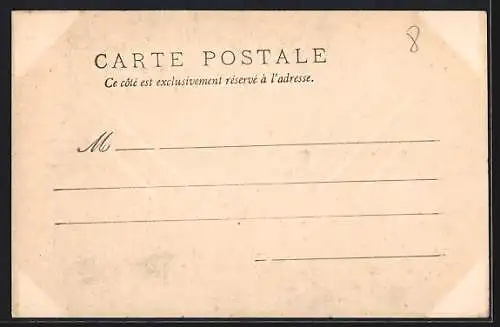 CARTE POSTALE
8
Ce côté est exclusivement réservé à l'adresse.
M